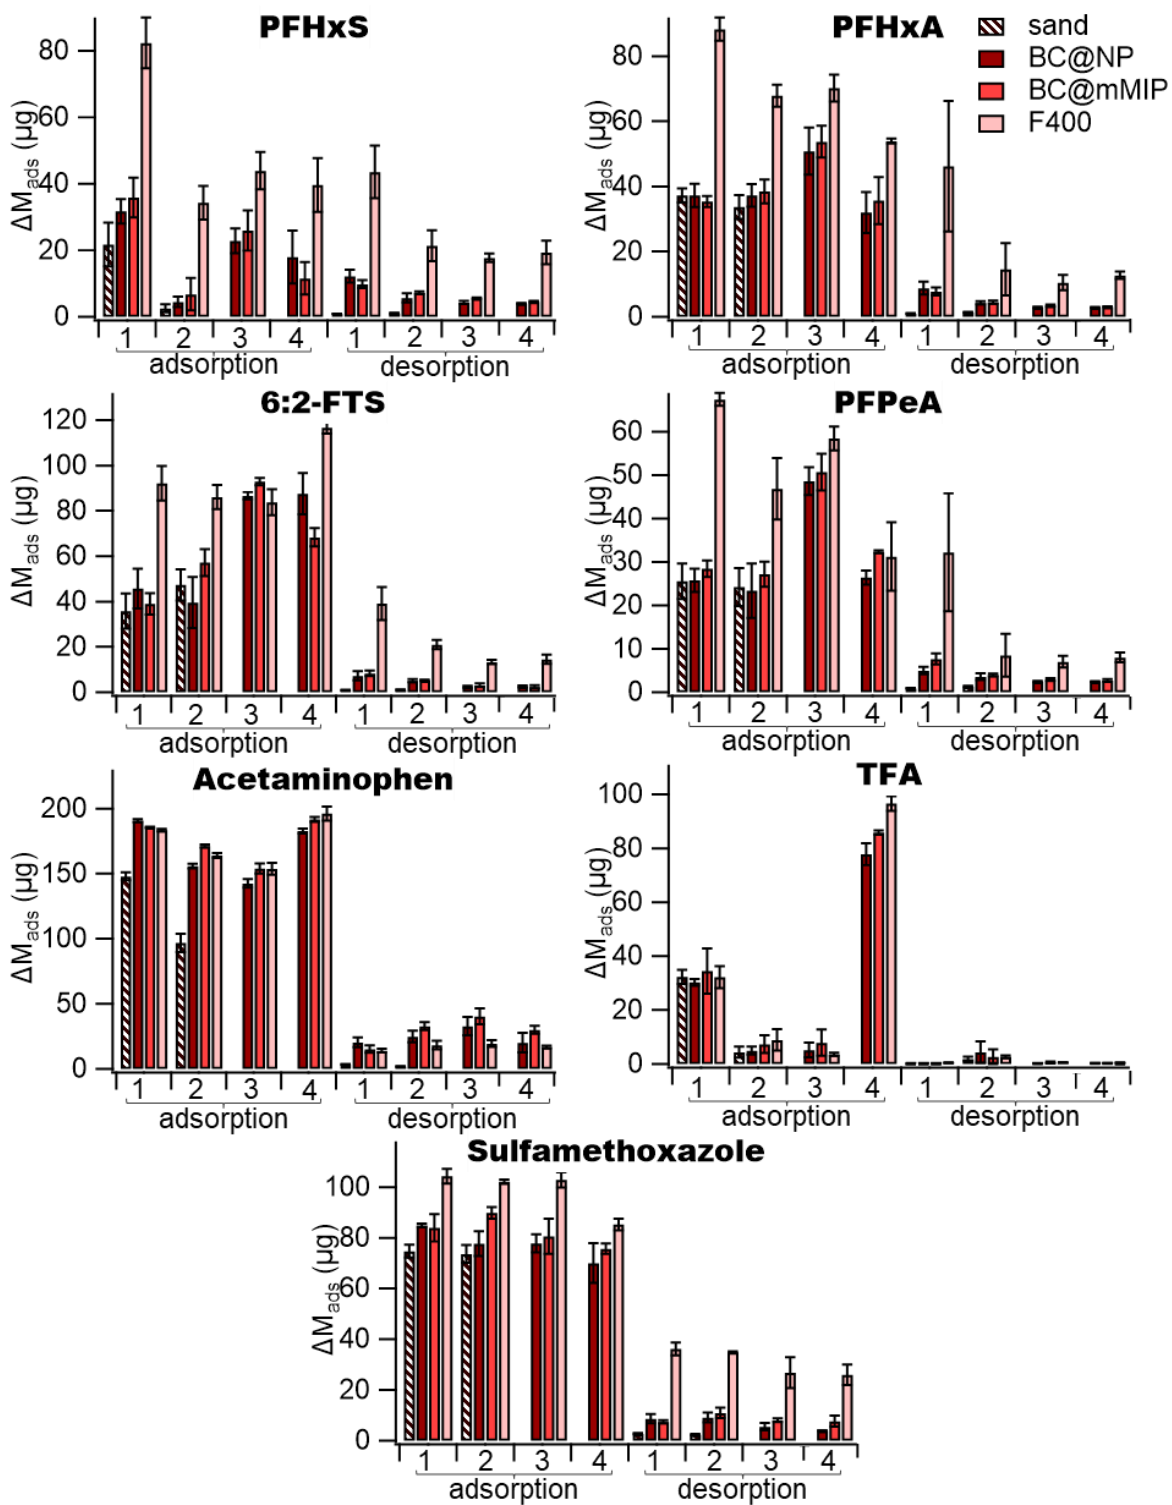 PFHxS
ΔMads (µg)
80
60
40
20
0
1 2 3 4 1 2 3 4
adsorption desorption
PFHxA
sand
BC@NP
BC@mMIP
F400
ΔMads (µg)
80
60
40
20
0
1 2 3 4 1 2 3 4
adsorption desorption
6:2-FTS
ΔMads (µg)
120
100
80
60
40
20
0
1 2 3 4 1 2 3 4
adsorption desorption
PFPeA
ΔMads (µg)
60
50
40
30
20
10
0
1 2 3 4 1 2 3 4
adsorption desorption
Acetaminophen
ΔMads (µg)
200
150
100
50
0
1 2 3 4 1 2 3 4
adsorption desorption
TFA
ΔMads (µg)
100
80
60
40
20
0
1 2 3 4 1 2 3 4
adsorption desorption
Sulfamethoxazole
ΔMads (µg)
100
80
60
40
20
0
1 2 3 4 1 2 3 4
adsorption desorption